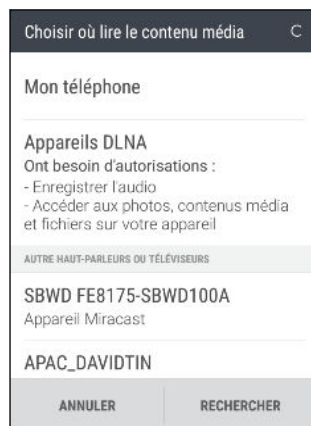 Choisir où lire le contenu média
Mon téléphone
Appareils DLNA
Ont besoin d'autorisations :
- Enregistrer l'audio
- Accéder aux photos, contenus média
et fichiers sur votre appareil
AUTRE HAUT-PARLEURS OU TÉLÉVISEURS
SBWD FE8175-SBWD100A
Appareil Miracast
APAC_DAVIDTIN
ANNULER
RECHERCHER